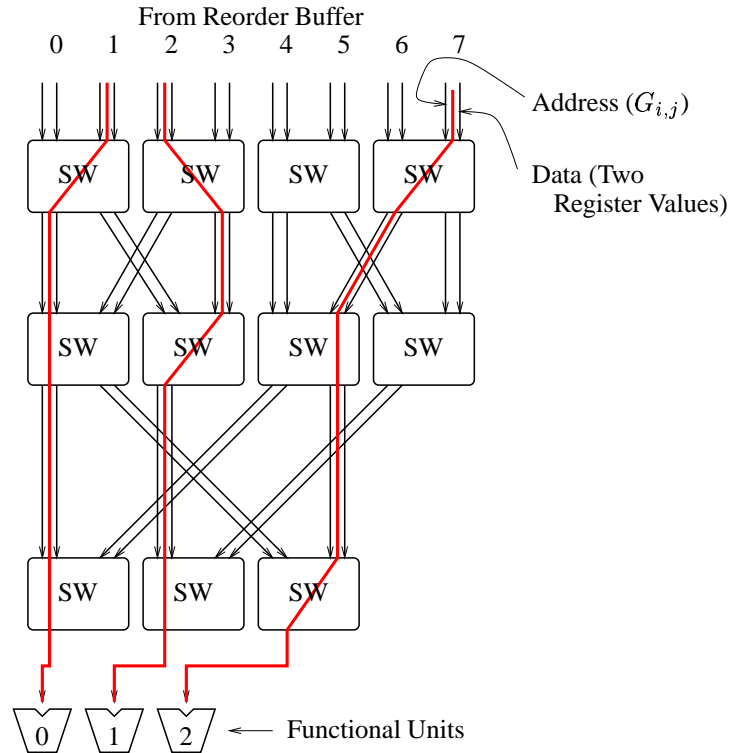 From Reorder Buffer
0 1 2 3 4 5 6 7
Address (G_{i,j})
Data (Two
Register Values)
SW SW SW SW
SW SW SW SW
SW SW SW
0 1 2
Functional Units